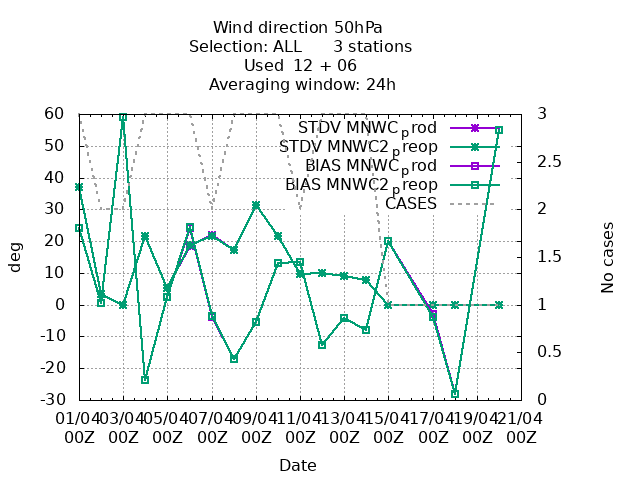 Wind direction 50hPa
Selection: ALL 3 stations
Used 12 + 06
Averaging window: 24h
60 3
STDV MNWC_prod
50 2.5
STDV MNWC2_preop
40
BIAS MNWC_prod
BIAS MNWC2_preop
30 2
CASES
20 1.5
10
0 1
-10 0.5
-20
-30 0
deg
No cases
01/04 03/04 05/04 07/04 09/04 11/04 13/04 15/04 17/04 19/04 21/04
00Z 00Z 00Z 00Z 00Z 00Z 00Z 00Z 00Z 00Z 00Z
Date